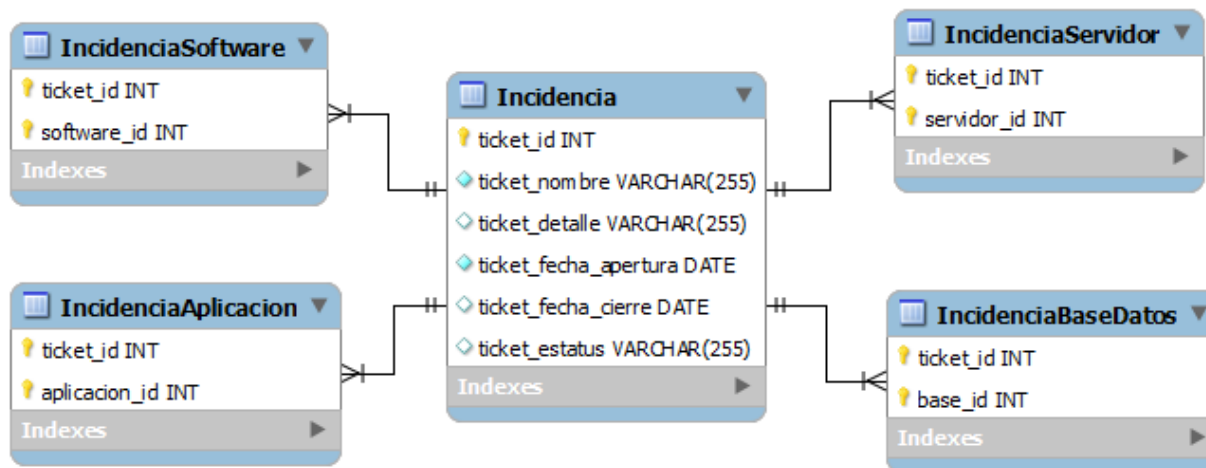 IncidenciaSoftware
ticket_id INT
software_id INT
Indexes
IncidenciaServidor
ticket_id INT
servidor_id INT
Indexes
Incidencia
ticket_id INT
ticket_nombre VARCHAR(255)
ticket_detalle VARCHAR(255)
ticket_fecha_apertura DATE
ticket_fecha_cierre DATE
ticket_estatus VARCHAR(255)
Indexes
IncidenciaAplicacion
ticket_id INT
aplicacion_id INT
Indexes
IncidenciaBaseDatos
ticket_id INT
base_id INT
Indexes